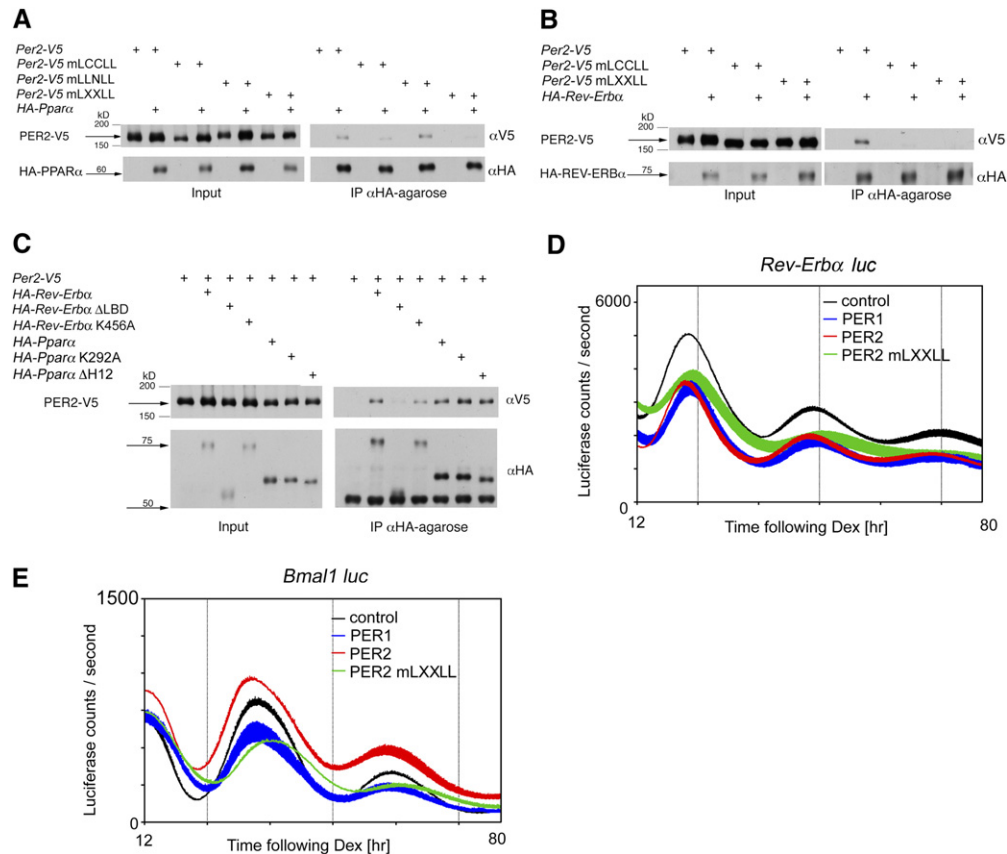 A
Per2-V5 + + + +
Per2-V5 mLCCLL + + + +
Per2-V5 mLLNLL + + + +
Per2-V5 mLXXLL + + + +
HA-Pparα + + + + + + + +
kD
200
PER2-V5
150
αV5
HA-PPARα
60
αHA
Input
IP αHA-agarose
B
Per2-V5 + + + +
Per2-V5 mLCCLL + + + +
Per2-V5 mLXXLL + + + +
HA-Rev-Erbα + + + + + +
kD
200
PER2-V5
150
αV5
HA-REV-ERBα
75
αHA
Input
IP αHA-agarose
C
Per2-V5 + + + + + + + + + + + + + +
HA-Rev-Erbα + +
HA-Rev-Erbα ΔLBD + +
HA-Rev-Erbα K456A + +
HA-Pparα + +
HA-Pparα K292A + +
HA-Pparα ΔH12 + +
kD
200
PER2-V5
150
αV5
75
αHA
50
Input
IP αHA-agarose
D
Rev-Erbα luc
6000
control
PER1
PER2
PER2 mLXXLL
Luciferase counts / second
0
12
80
Time following Dex [hr]
E
Bmal1 luc
1500
control
PER1
PER2
PER2 mLXXLL
Luciferase counts / second
0
12
80
Time following Dex [hr]